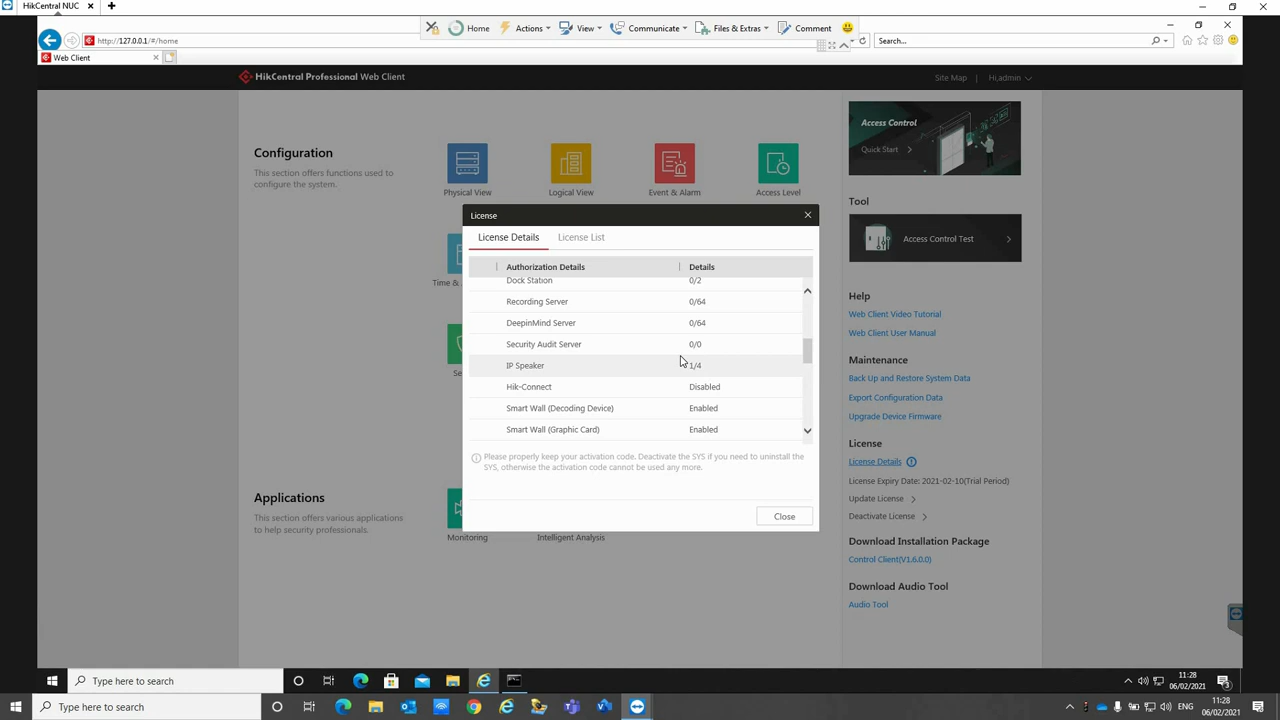 HikCentral NUC
Home
Actions
View
Communicate
Files & Extras
Comment
http://127.0.0.1/#/home
Search...
Web Client
HikCentral Professional Web Client
Site Map
Hi,admin
Configuration
This section offers functions used to
configure the system.
Physical View
Logical View
Event & Alarm
Access Level
Access Control
Quick Start
Tool
Access Control Test
License
License Details
License List
Authorization Details
Details
Dock Station
0/2
Recording Server
0/64
DeepinMind Server
0/64
Security Audit Server
0/0
IP Speaker
1/4
Hik-Connect
Disabled
Smart Wall (Decoding Device)
Enabled
Smart Wall (Graphic Card)
Enabled
Please properly keep your activation code. Deactivate the SYS if you need to uninstall the
SYS, otherwise the activation code cannot be used any more.
Close
Time &
Se
Help
Web Client Video Tutorial
Web Client User Manual
Maintenance
Back Up and Restore System Data
Export Configuration Data
Upgrade Device Firmware
License
License Details
License Expiry Date: 2021-02-10(Trial Period)
Update License
Deactivate License
Download Installation Package
Control Client(V1.6.0.0)
Download Audio Tool
Audio Tool
Applications
This section offers various applications
to help security professionals.
Monitoring
Intelligent Analysis
Type here to search
11:28
06/02/2021
3
Type here to search
ENG
11:28
06/02/2021